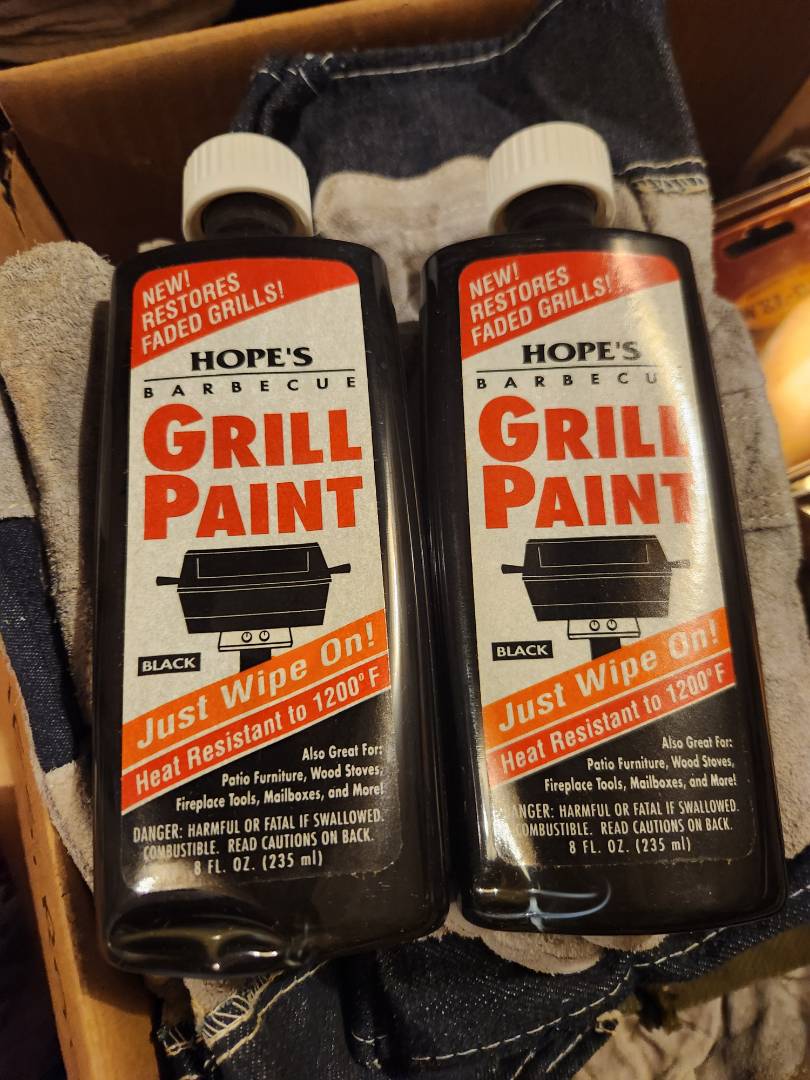 NEW!
RESTORES
FADED GRILLS!
HOPE'S
BARBECUE
GRILL
PAINT
BLACK
Just Wipe On!
Heat Resistant to 1200° F
Also Great For:
Patio Furniture, Wood Stoves,
Fireplace Tools, Mailboxes, and More!
DANGER: HARMFUL OR FATAL IF SWALLOWED.
COMBUSTIBLE. READ CAUTIONS ON BACK.
8 FL. OZ. (235 ml)
NEW!
RESTORES
FADED GRILLS!
HOPE'S
BARBECU
GRILL
PAINT
BLACK
Just Wipe On!
Heat Resistant to 1200° F
Also Great For:
Patio Furniture, Wood Stoves,
Fireplace Tools, Mailboxes, and More!
DANGER: HARMFUL OR FATAL IF SWALLOWED.
COMBUSTIBLE. READ CAUTIONS ON BACK.
8 FL. OZ. (235 ml)